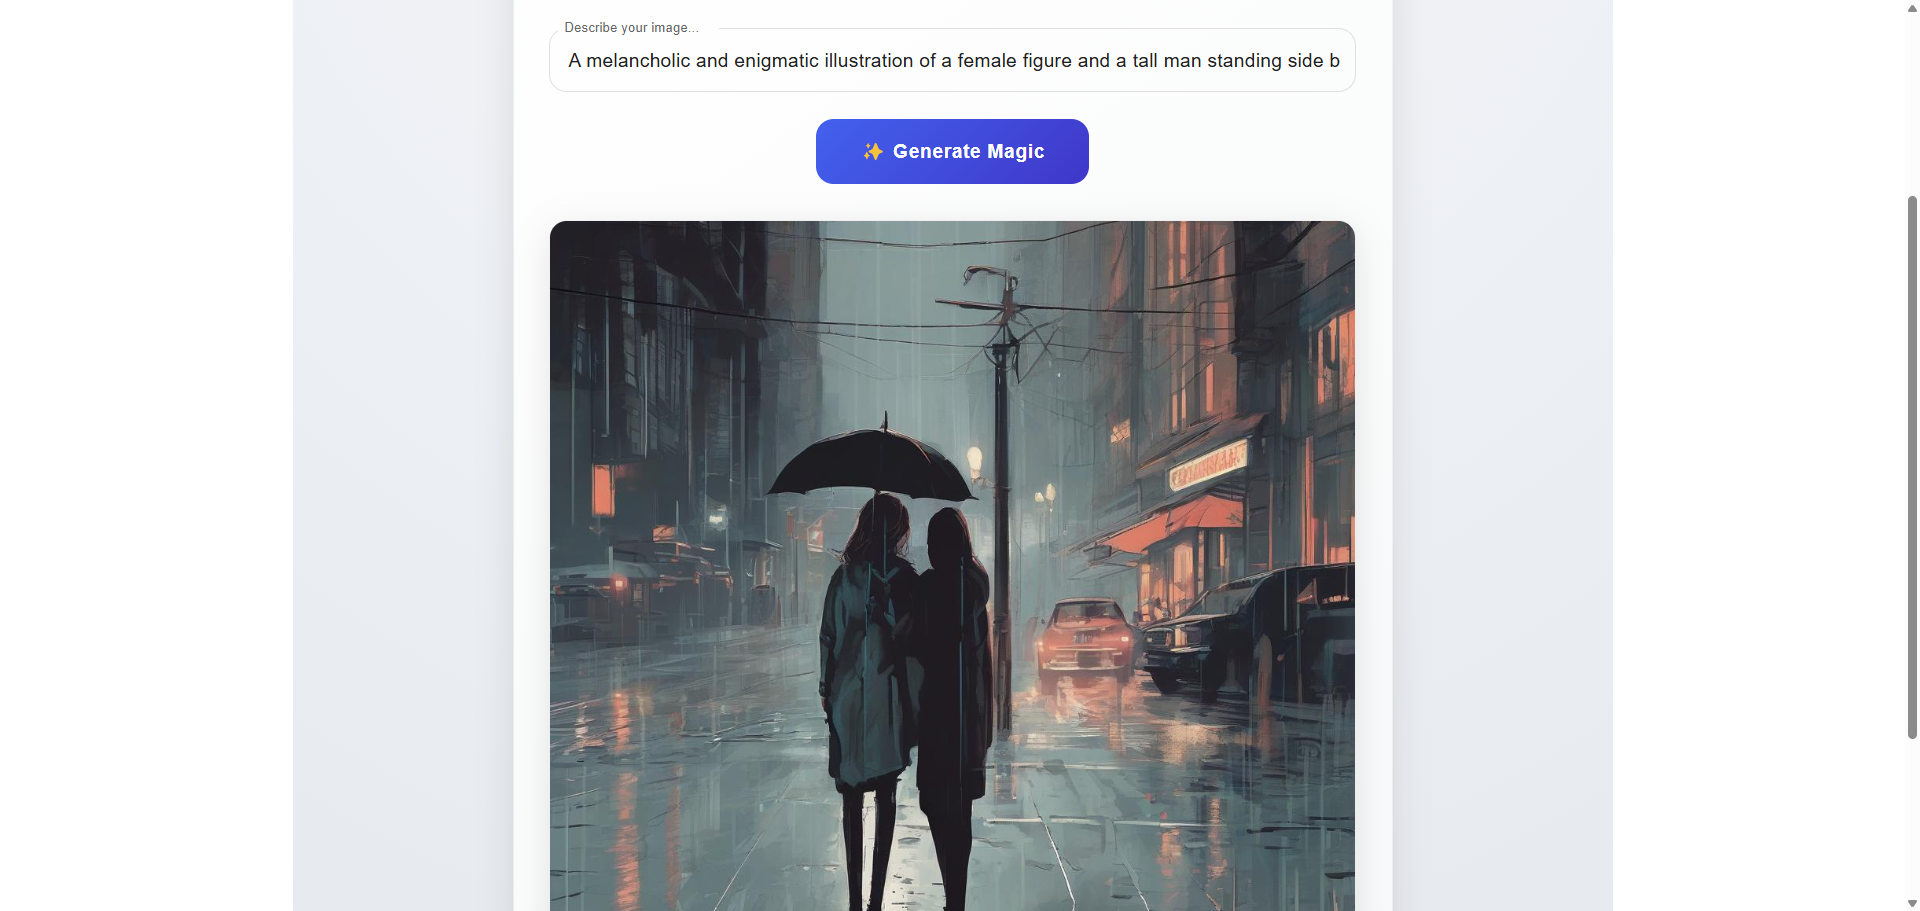 Describe your image...
A melancholic and enigmatic illustration of a female figure and a tall man standing side b
✨ Generate Magic